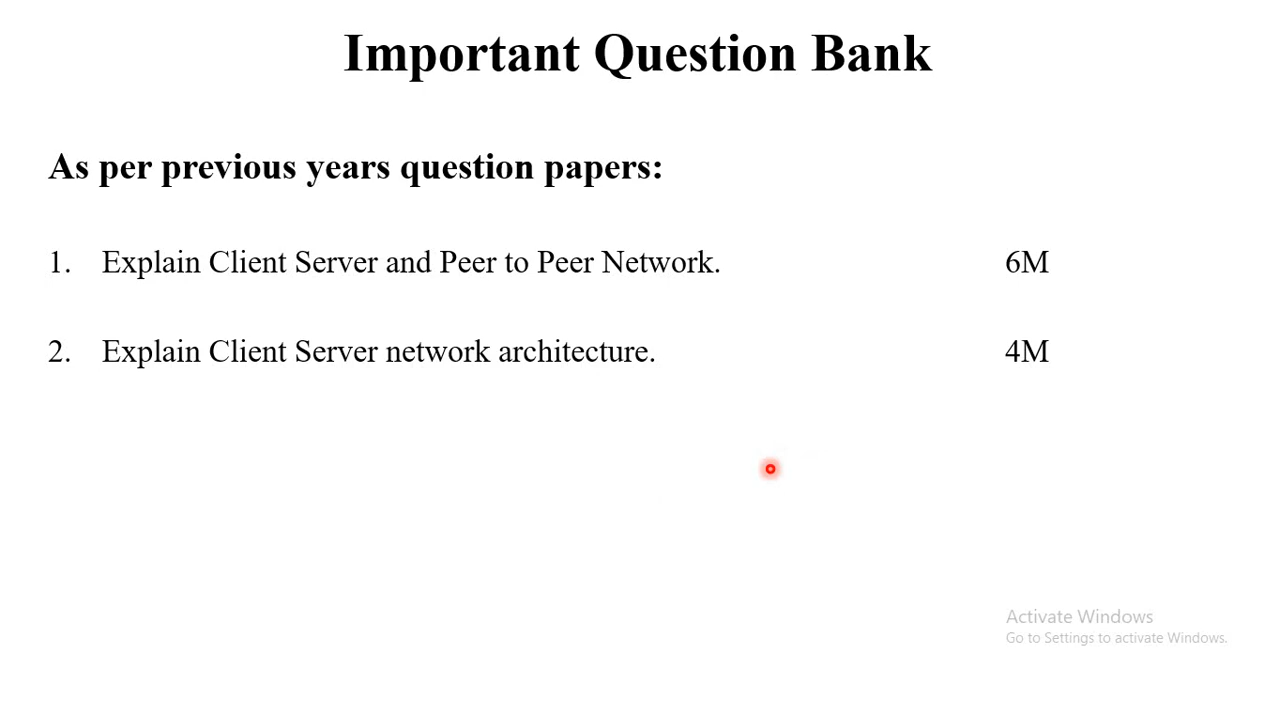 Important Question Bank
As per previous years question papers:
1. Explain Client Server and Peer to Peer Network. 6M
2. Explain Client Server network architecture. 4M
Activate Windows
Go to Settings to activate Windows.